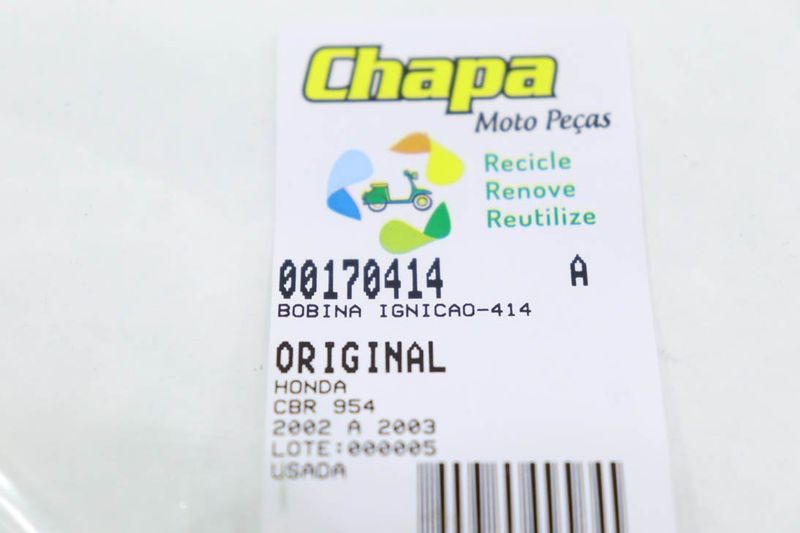 Chapa
Moto Peças
Recicle
Renove
Reutilize
00170414 A
BOBINA IGNICAO-414
ORIGINAL
HONDA
CBR 954
2002 A 2003
LOTE:000005
USADA